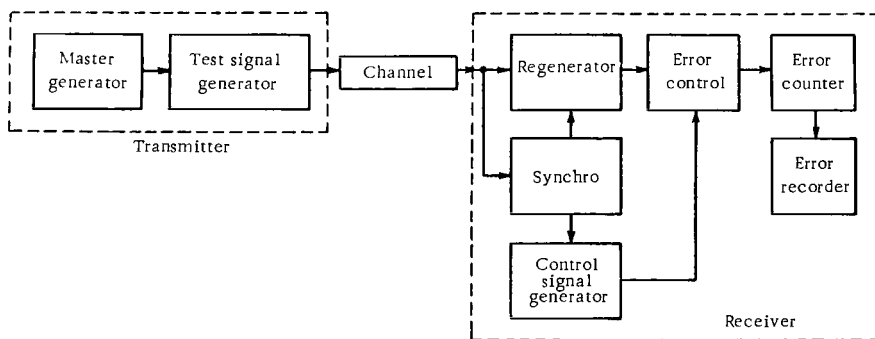 Master
generator
Test signal
generator
Transmitter
Channel
Regenerator
Error
control
Error
counter
Synchro
Error
recorder
Control
signal
generator
Receiver